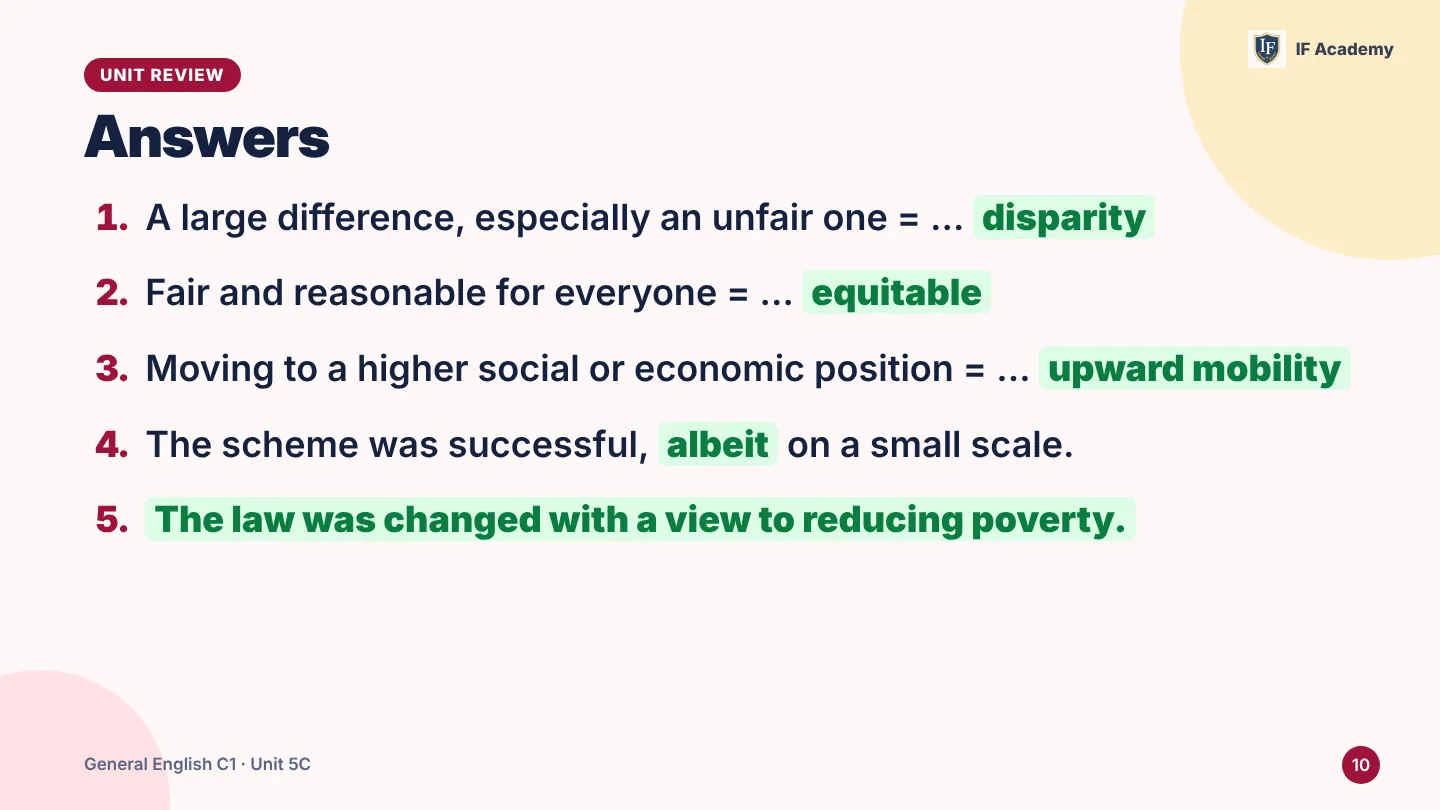 IF
IF Academy
UNIT REVIEW
Answers
1. A large difference, especially an unfair one = ... disparity
2. Fair and reasonable for everyone = ... equitable
3. Moving to a higher social or economic position = ... upward mobility
4. The scheme was successful, albeit on a small scale.
5. The law was changed with a view to reducing poverty.
General English C1 · Unit 5C
10